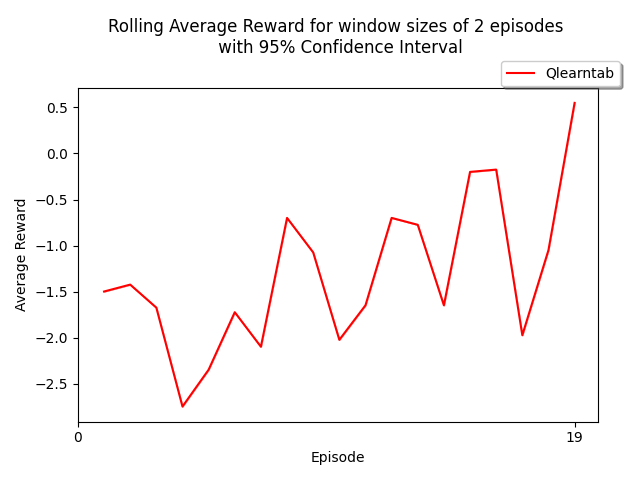 Rolling Average Reward for window sizes of 2 episodes
with 95% Confidence Interval
Qlearntab
0.5
0.0
−0.5
−1.0
−1.5
−2.0
−2.5
Average Reward
0 19
Episode